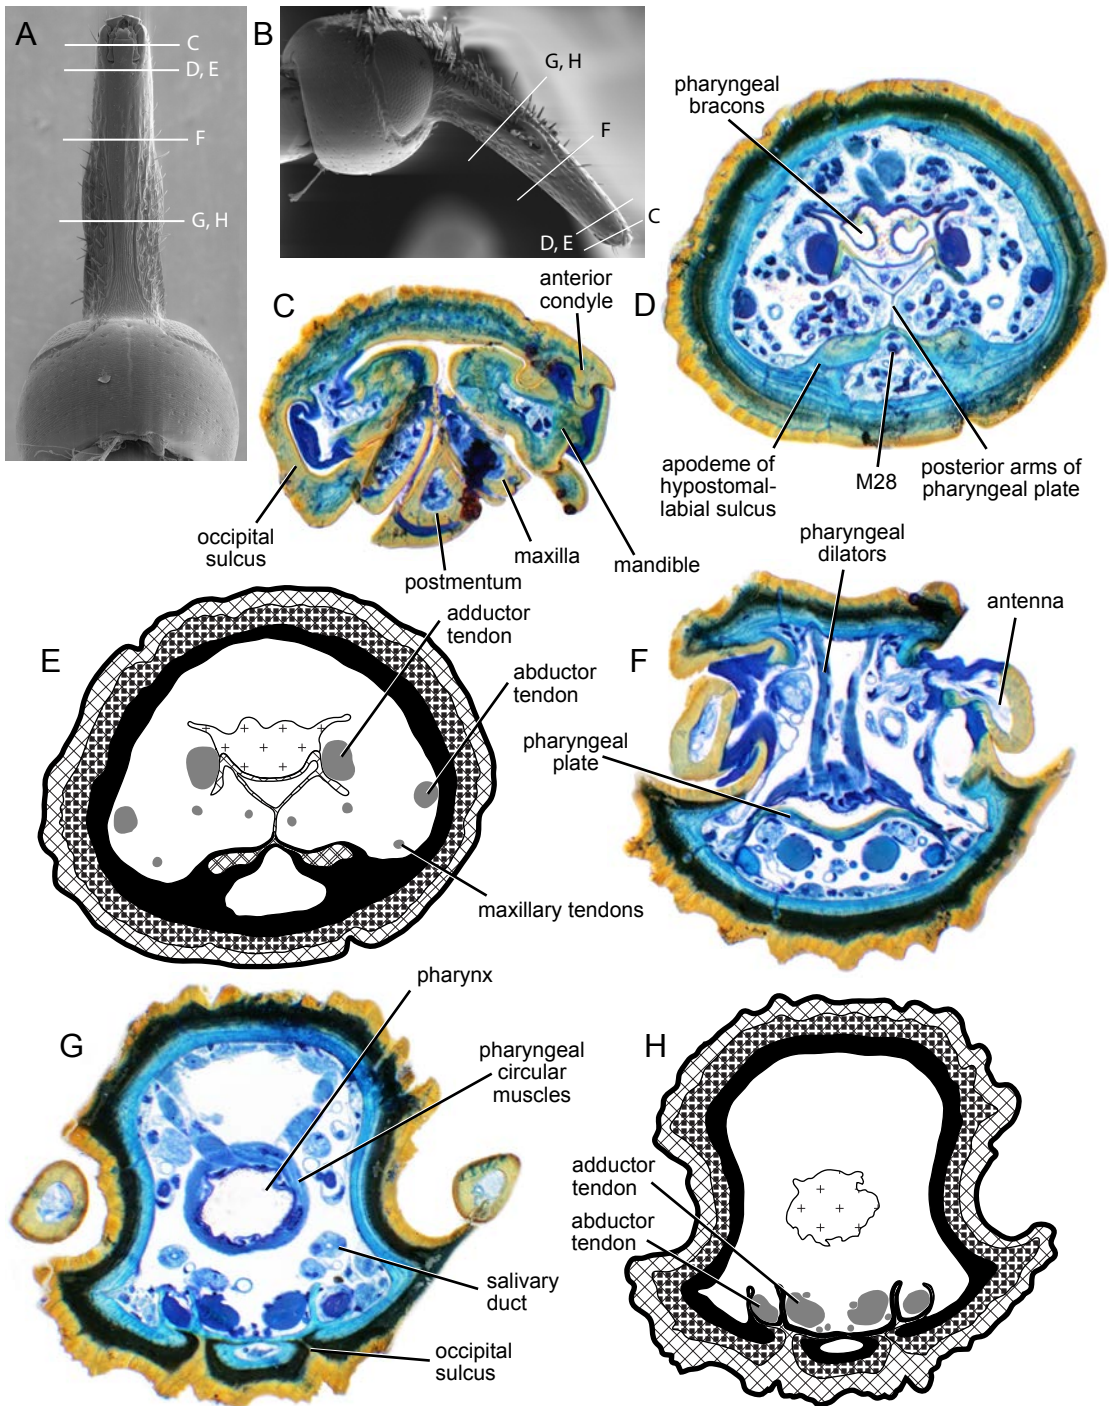 A
C
D, E
F
G, H
B
G, H
F
C
D, E
pharyngeal
bracons
D
apodeme of
hypostomal-
labial sulcus
M28
posterior arms of
pharyngeal plate
C
anterior
condyle
occipital
sulcus
postmentum
maxilla
mandible
E
adductor
tendon
abductor
tendon
maxillary tendons
F
pharyngeal
dilators
antenna
pharyngeal
plate
G
pharynx
pharyngeal
circular
muscles
salivary
duct
occipital
sulcus
H
adductor
tendon
abductor
tendon